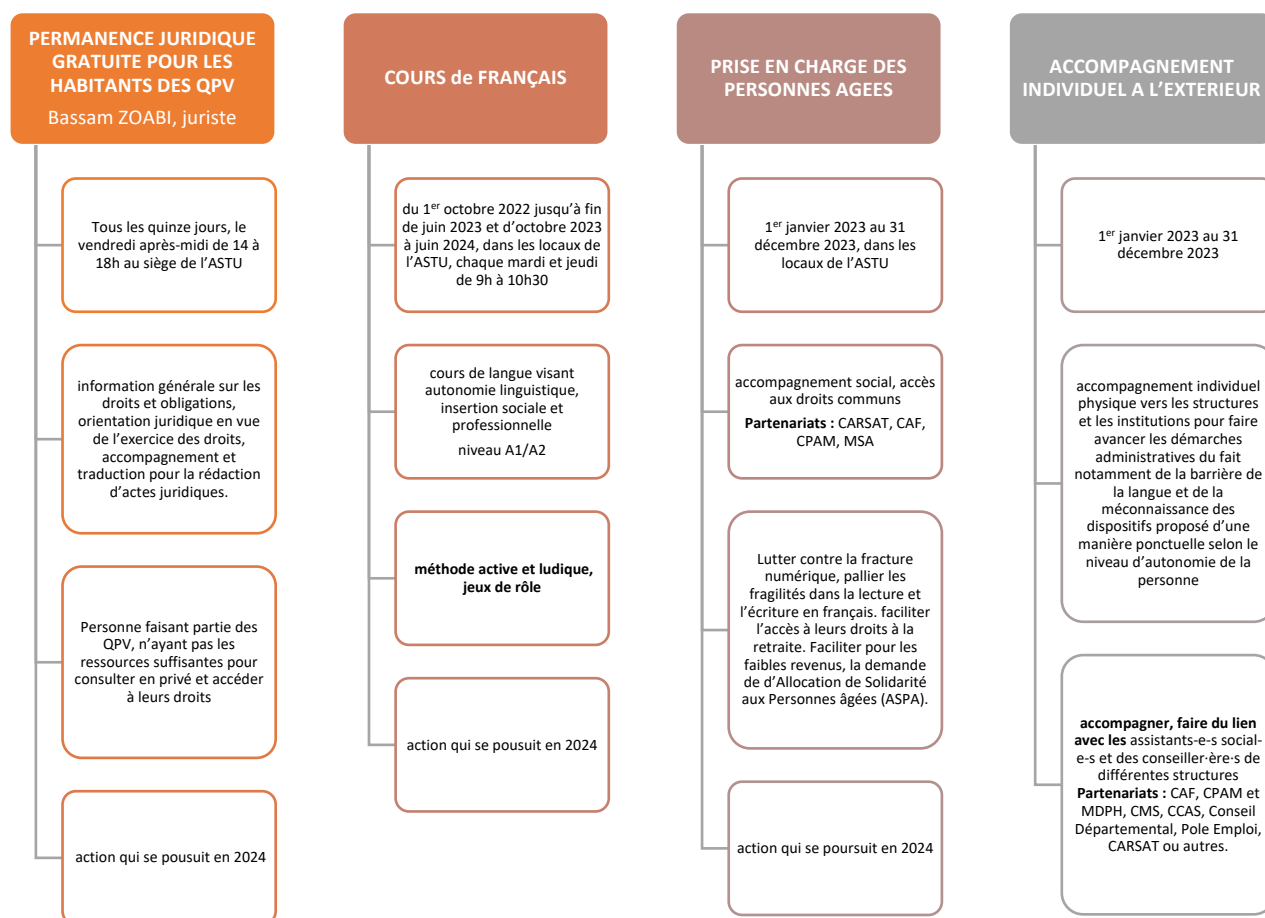 PERMANENCE JURIDIQUE
GRATUITE POUR LES
HABITANTS DES QPV
Bassam ZOABI, juriste
Tous les quinze jours, le
vendredi après-midi de 14 à
18h au siège de l'ASTU
information générale sur les
droits et obligations,
orientation juridique en vue
de l'exercice des droits,
accompagnement et
traduction pour la rédaction
d'actes juridiques.
Personne faisant partie des
QPV, n'ayant pas les
ressources suffisantes pour
consulter en privé et accéder
à leurs droits
action qui se pousuit en 2024
COURS de FRANÇAIS
du 1er octobre 2022 jusqu'à fin
de juin 2023 et d'octobre 2023
à juin 2024, dans les locaux de
l'ASTU, chaque mardi et jeudi
de 9h à 10h30
cours de langue visant
autonomie linguistique,
insertion sociale et
professionnelle
niveau A1/A2
méthode active et ludique,
jeux de rôle
action qui se pousuit en 2024
PRISE EN CHARGE DES
PERSONNES AGEES
1er janvier 2023 au 31
décembre 2023, dans les
locaux de l'ASTU
accompagnement social, accès
aux droits communs
Partenariats : CARSAT, CAF,
CPAM, MSA
Lutter contre la fracture
numérique, pallier les
fragilités dans la lecture et
l'écriture en français. faciliter
l'accès à leurs droits à la
retraite. Faciliter pour les
faibles revenus, la demande
de d'Allocation de Solidarité
aux Personnes âgées (ASPA).
action qui se poursuit en 2024
ACCOMPAGNEMENT
INDIVIDUEL A L'EXTERIEUR
1er janvier 2023 au 31
décembre 2023
accompagnement individuel
physique vers les structures
et les institutions pour faire
avancer les démarches
administratives du fait
notamment de la barrière de
la langue et de la
méconnaissance des
dispositifs proposé d'une
manière ponctuelle selon le
niveau d'autonomie de la
personne
accompagner, faire du lien
avec les assistants-e-s social-
e-s et des conseiller·ère·s de
différentes structures
Partenariats : CAF, CPAM et
MDPH, CMS, CCAS, Conseil
Départemental, Pole Emploi,
CARSAT ou autres.